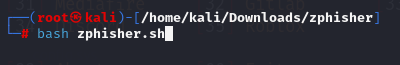 ┌──(root㉿kali)-[/home/kali/Downloads/zphisher]
└─# bash zphisher.sh